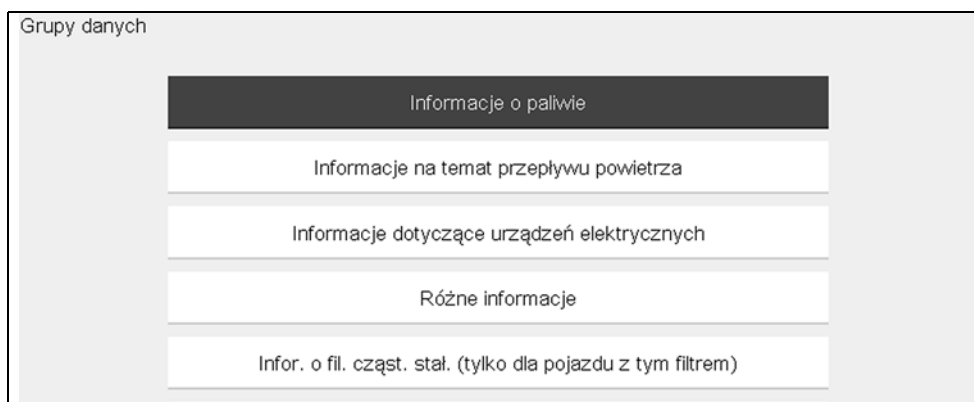 Grupy danych
Informacje o paliwie
Informacje na temat przepływu powietrza
Informacje dotyczące urządzeń elektrycznych
Różne informacje
Infor. o fil. cząst. stał. (tylko dla pojazdu z tym filtrem)